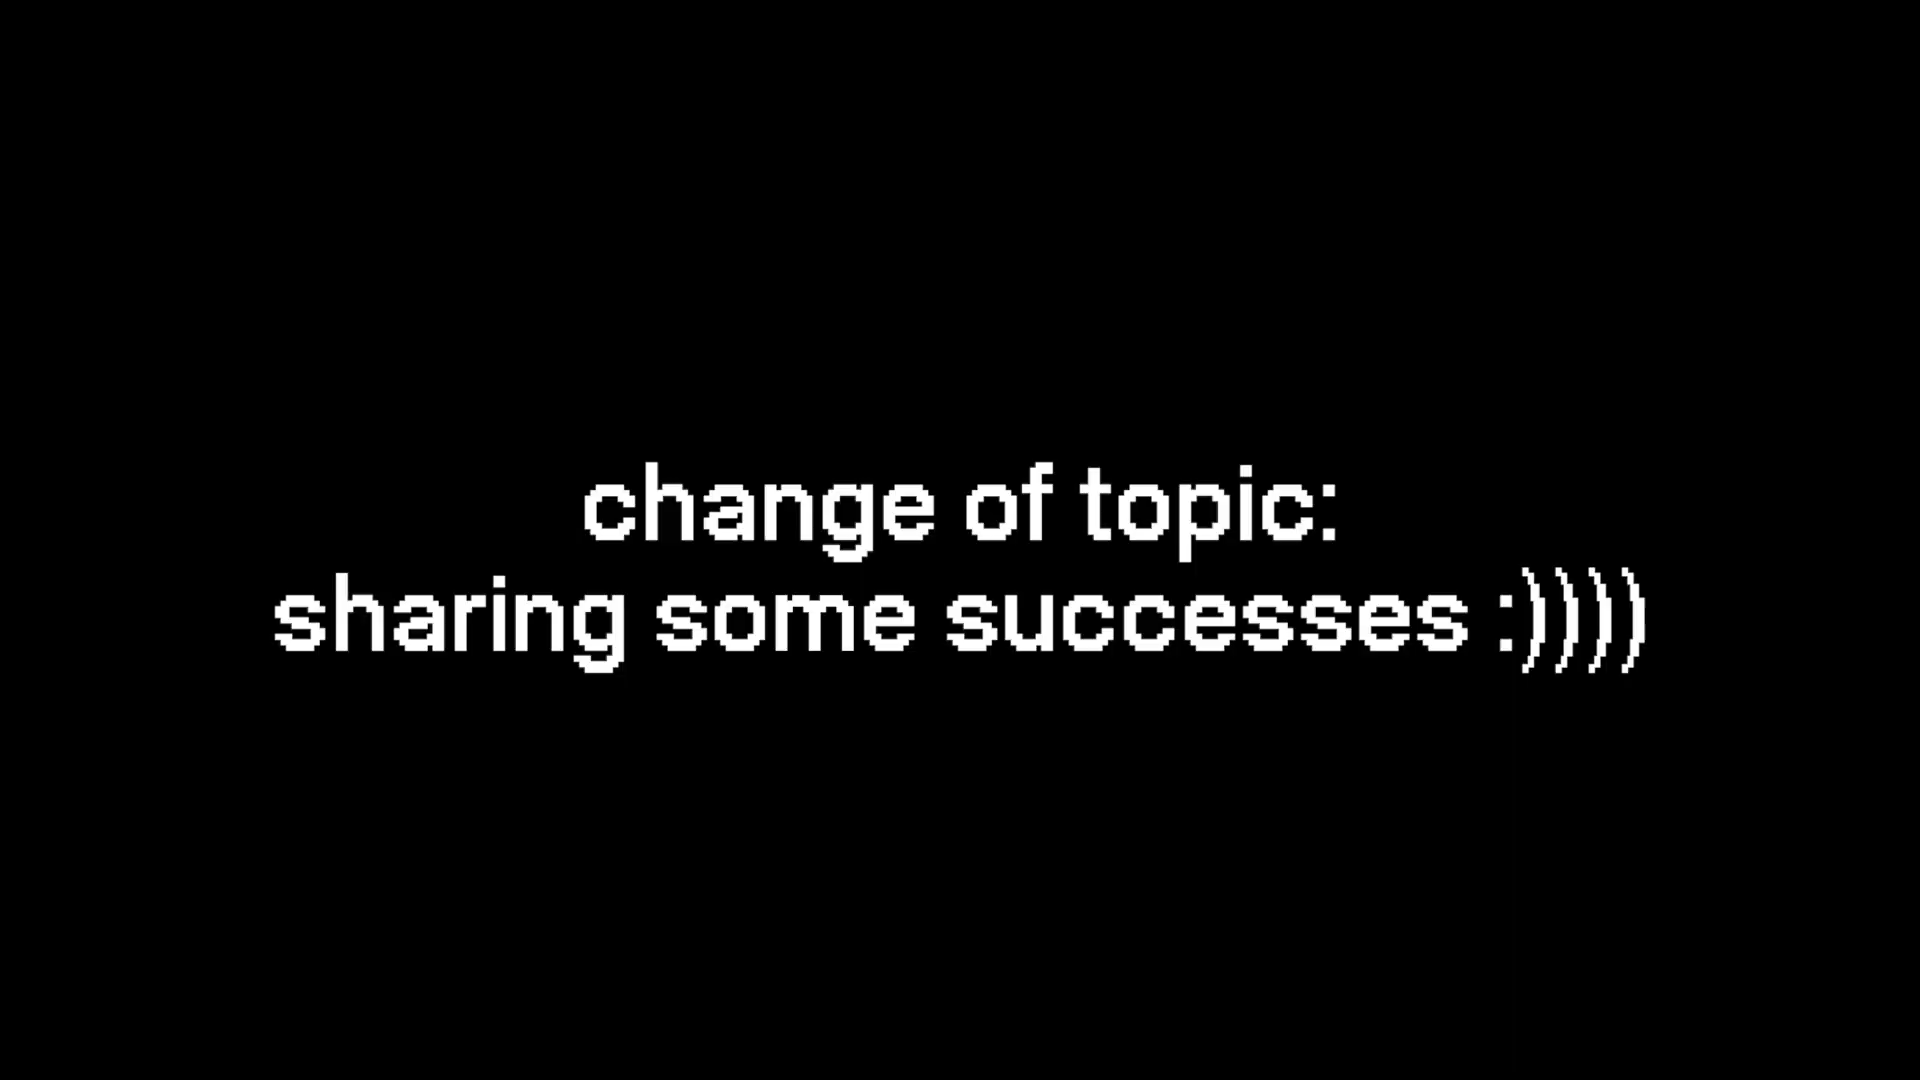 change of topic:
sharing some successes :))))